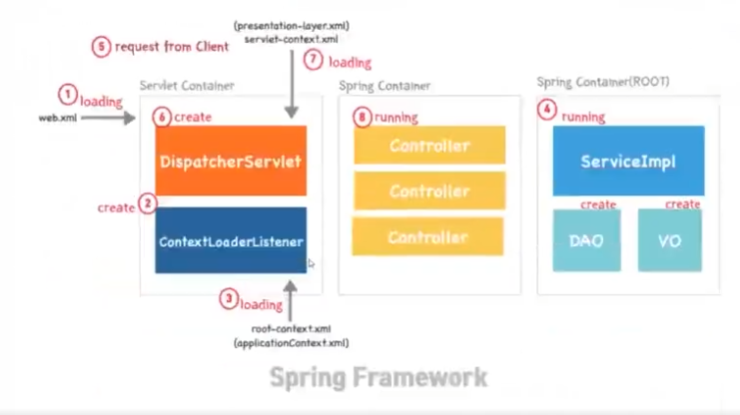 (presentation-layer.xml)
servlet-context.xml
⑤ request from Client
⑦ loading
Servlet Container
Spring Container
Spring Container(ROOT)
① loading
web.xml
⑥ create
⑧ running
④ running
DispatcherServlet
Controller
ServiceImpl
Controller
create ②
create
create
ContextLoaderListener
Controller
DAO
VO
③ loading
root-context.xml
(applicationContext.xml)
Spring Framework